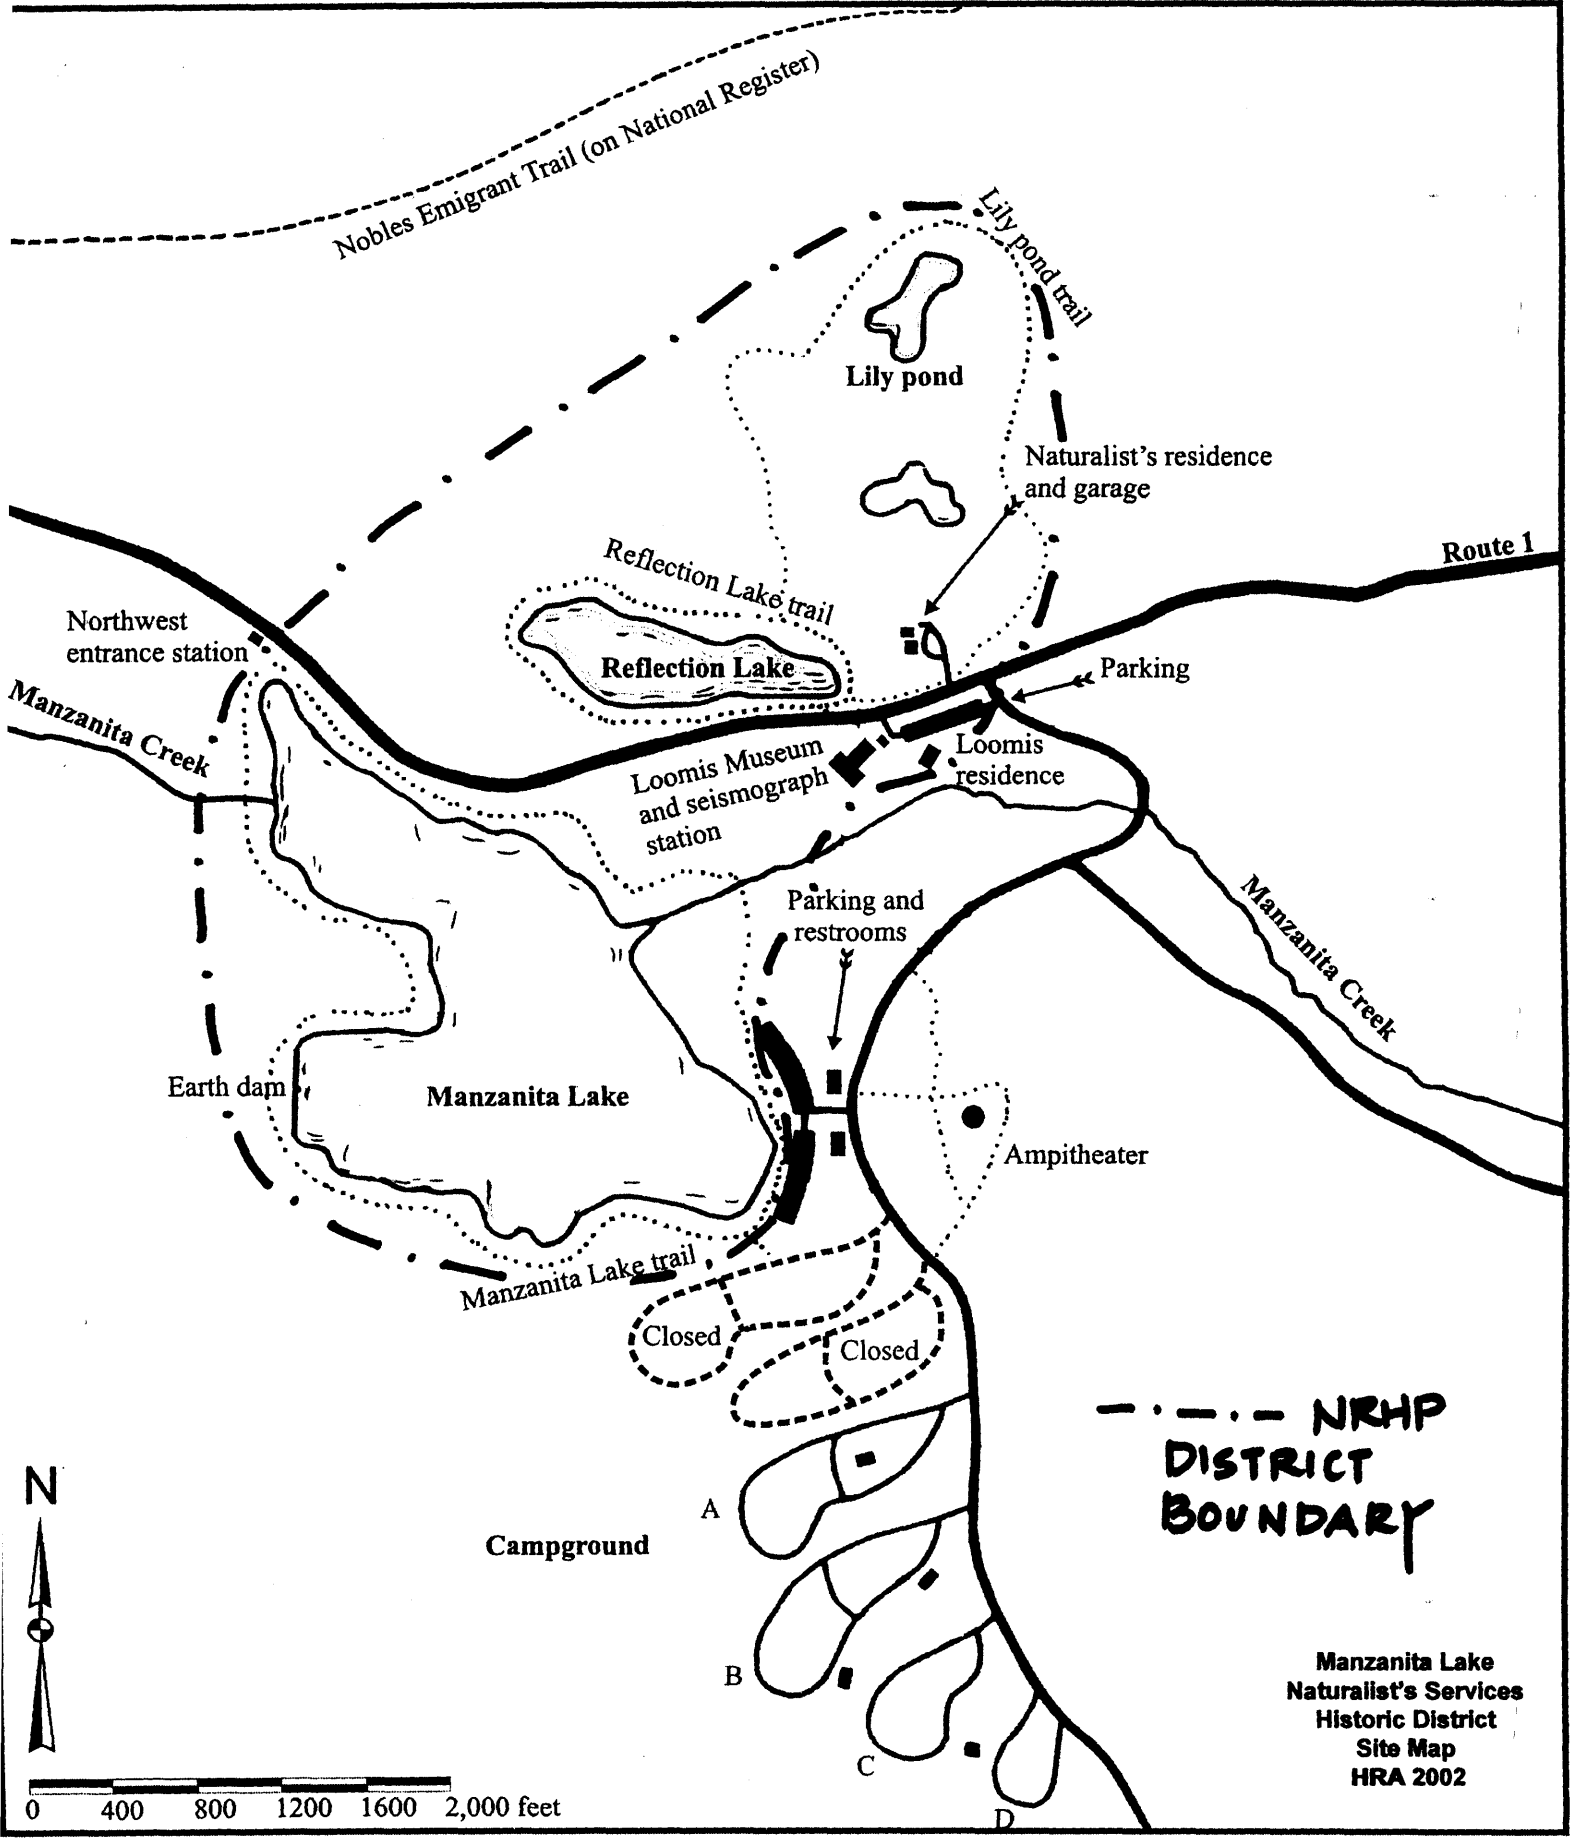 Nobles Emigrant Trail (on National Register)
Lily pond trail
Lily pond
Naturalist's residence
and garage
Route 1
Reflection Lake trail
Northwest
entrance station
Reflection Lake
Parking
Manzanita Creek
Loomis Museum
and seismograph
station
Loomis
residence
Parking and
restrooms
Manzanita Creek
Earth dam
Manzanita Lake
Ampitheater
Manzanita Lake trail
Closed
Closed
NRHP
DISTRICT
BOUNDARY
N
A
Campground
B
C
D
Manzanita Lake
Naturalist's Services
Historic District
Site Map
HRA 2002
0 400 800 1200 1600 2,000 feet